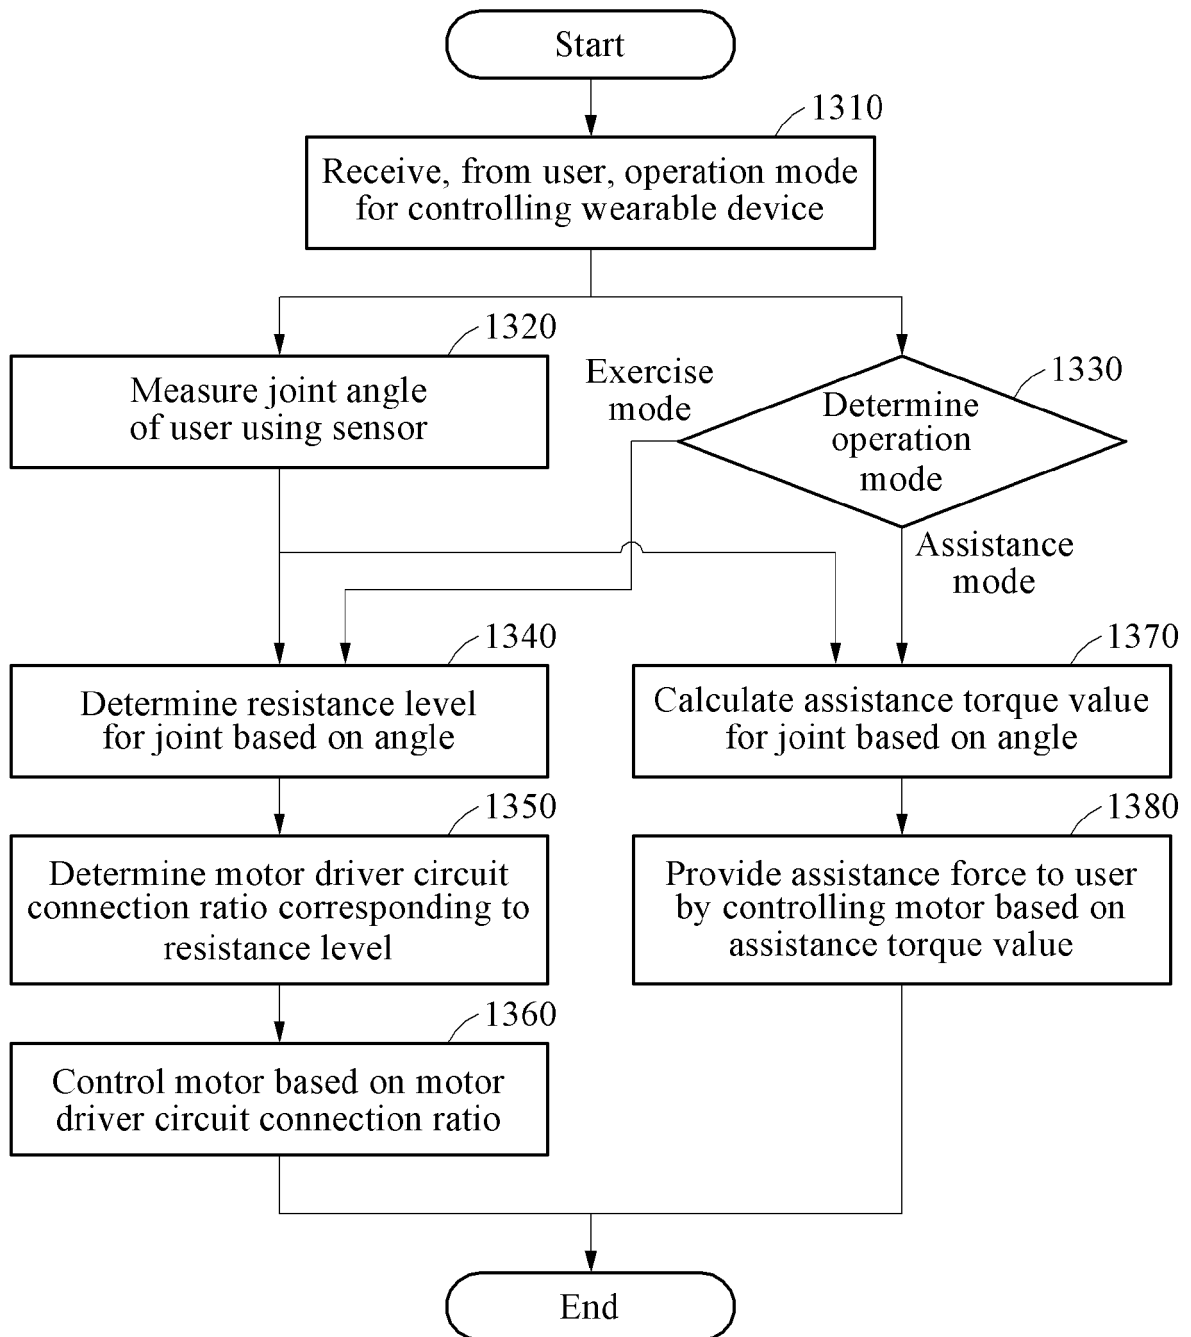 Start
1310
Receive, from user, operation mode
for controlling wearable device
1320
Measure joint angle
of user using sensor
Exercise
mode
1330
Determine
operation
mode
Assistance
mode
1340
Determine resistance level
for joint based on angle
1370
Calculate assistance torque value
for joint based on angle
1350
Determine motor driver circuit
connection ratio corresponding to
resistance level
1380
Provide assistance force to user
by controlling motor based on
assistance torque value
1360
Control motor based on motor
driver circuit connection ratio
End